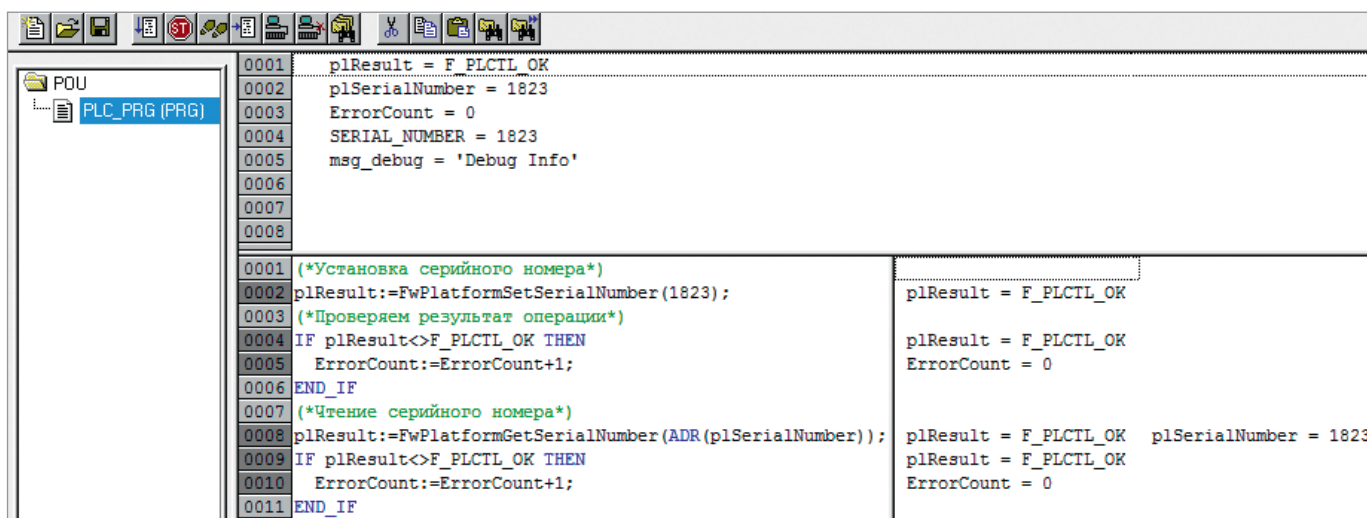 ST
POU
PLC_PRG (PRG)
0001 plResult = F_PLCTL_OK
0002 plSerialNumber = 1823
0003 ErrorCount = 0
0004 SERIAL_NUMBER = 1823
0005 msg_debug = 'Debug Info'
0006
0007
0008
0001 (*Установка серийного номера*)
0002 plResult:=FwPlatformSetSerialNumber(1823); plResult = F_PLCTL_OK
0003 (*Проверяем результат операции*)
0004 IF plResult<>F_PLCTL_OK THEN plResult = F_PLCTL_OK
0005 ErrorCount:=ErrorCount+1; ErrorCount = 0
0006 END_IF
0007 (*Чтение серийного номера*)
0008 plResult:=FwPlatformGetSerialNumber(ADR(plSerialNumber)); plResult = F_PLCTL_OK plSerialNumber = 1823
0009 IF plResult<>F_PLCTL_OK THEN plResult = F_PLCTL_OK
0010 ErrorCount:=ErrorCount+1; ErrorCount = 0
0011 END_IF